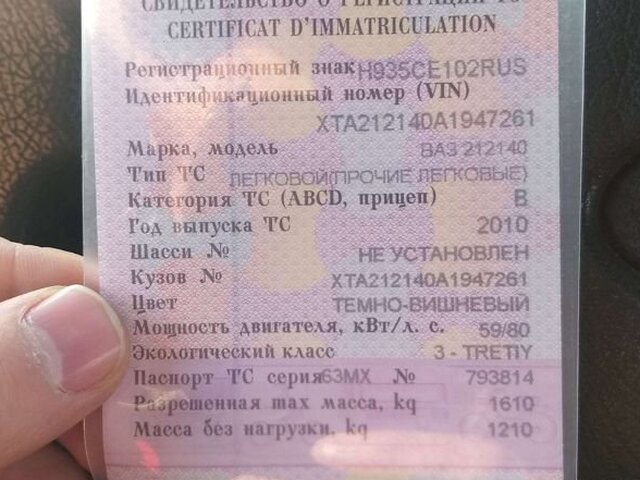 СВИДЕТЕЛЬСТВО О РЕГИСТРАЦИИ ТС
CERTIFICAT D'IMMATRICULATION
Регистрационный знак Н935СЕ102RUS
Идентификационный номер (VIN)
XTA212140A1947261
Марка, модель ВАЗ 212140
Тип ТС ЛЕГКОВОЙ(ПРОЧИЕ ЛЕГКОВЫЕ)
Категория ТС (ABCD, прицеп) B
Год выпуска ТС 2010
Шасси № НЕ УСТАНОВЛЕН
Кузов № XTA212140A1947261
Цвет ТЕМНО-ВИШНЕВЫЙ
Мощность двигателя, кВт/л. с. 59/80
Экологический класс 3 - TRETIY
Паспорт ТС серия 63МХ № 793814
Разрешенная max масса, kg 1610
Масса без нагрузки, kg 1210